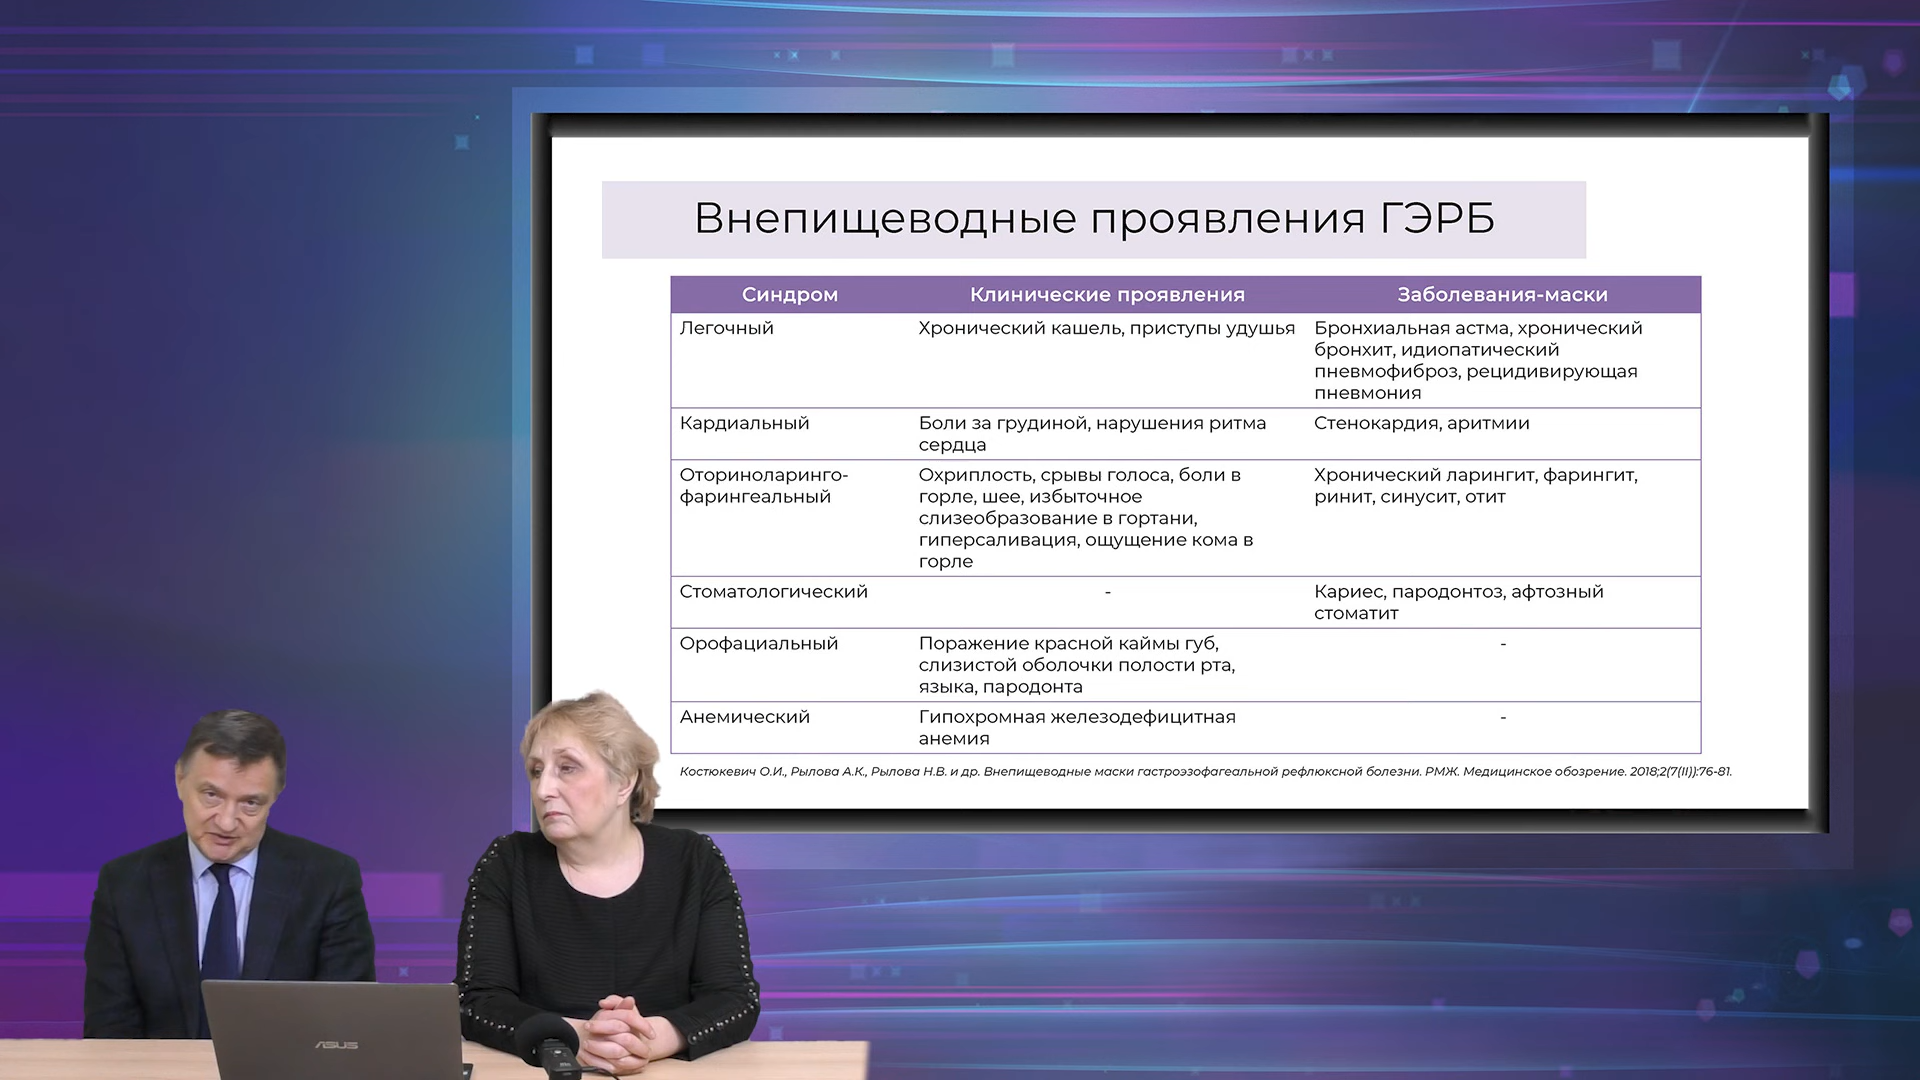 Внепищеводные проявления ГЭРБ
Синдром Клинические проявления Заболевания-маски
Легочный Хронический кашель, приступы удушья Бронхиальная астма, хронический
бронхит, идиопатический
пневмофиброз, рецидивирующая
пневмония
Кардиальный Боли за грудиной, нарушения ритма Стенокардия, аритмии
сердца
Оториноларинго- Охриплость, срывы голоса, боли в Хронический ларингит, фарингит,
фарингеальный горле, шее, избыточное ринит, синусит, отит
слизеобразование в гортани,
гиперсаливация, ощущение кома в
горле
Стоматологический - Кариес, пародонтоз, афтозный
стоматит
Орофациальный Поражение красной каймы губ, -
слизистой оболочки полости рта,
языка, пародонта
Анемический Гипохромная железодефицитная -
анемия
Костюкевич О.И., Рылова А.К., Рылова Н.В. и др. Внепищеводные маски гастроэзофагеальной рефлюксной болезни. РМЖ. Медицинское обозрение. 2018;2(7(II)):76-81.
ASUS